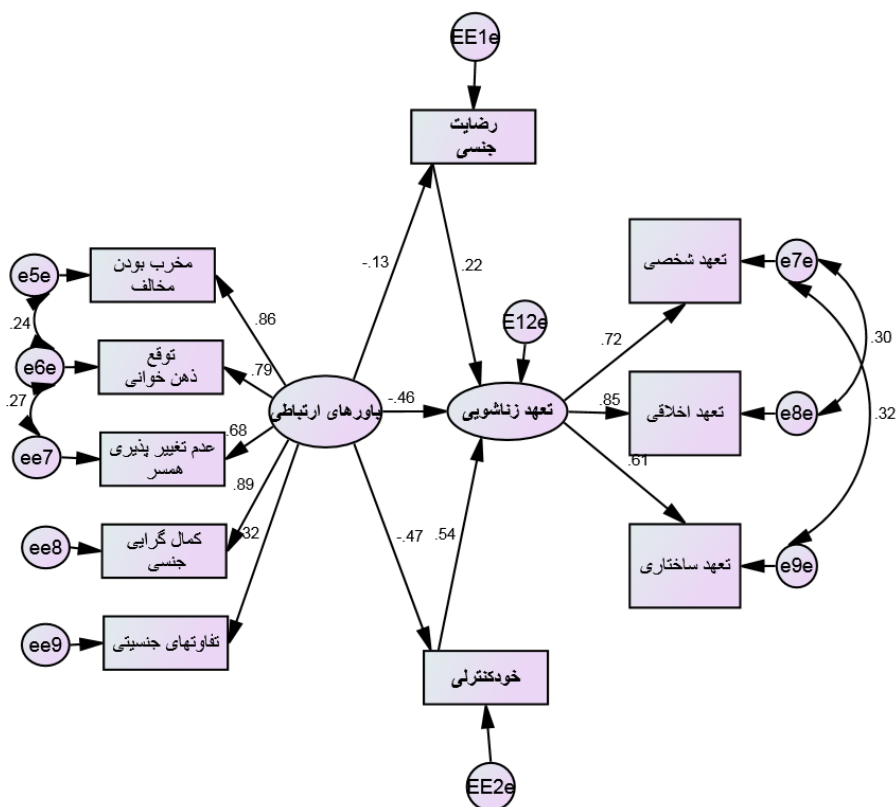 EE1e
رضایت
جنسی
-.13
.22
e5e
مخرب بودن
مخالف
.24
e6e
توقع
ذهن خوانی
.27
ee7
عدم تغییر پذیری
همسر
ee8
کمال گرایی
جنسی
ee9
تفاوتهای جنسیتی
.86
.79
.68
.89
.32
باورهای ارتباطی
-.46
-.47
.54
E12e
تعهد زناشویی
.72
.85
.61
تعهد شخصی
e7e
تعهد اخلاقی
e8e
تعهد ساختاری
e9e
.30
.32
خودکنترلی
EE2e